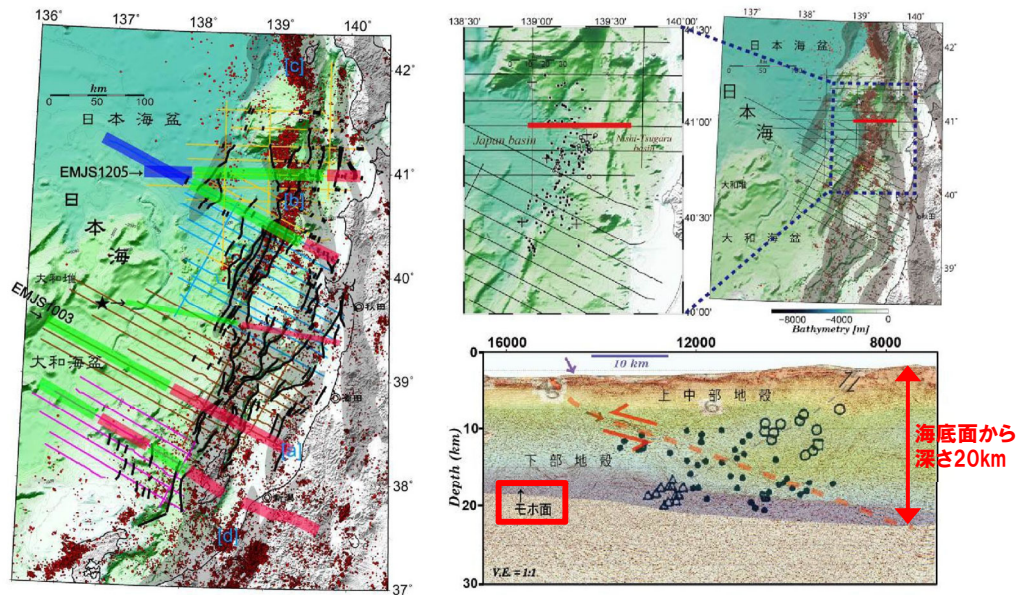 136°
137°
138°
139°
140°
42°
41°
40°
39°
38°
37°
km
0 50 100
日本海盆
EMJS1205→
日
本
海
大和堆
★
EMJS1003
大和海盆
秋田
[a]
[b]
[c]
[d]
138°30'
139°00'
139°30'
140°00'
41°30'
41°00'
40°30'
40°00'
Japan basin
Nishi-Tsugaru
basin
137°
138°
139°
140°
日本海盆
km
日
本
海
大和堆
大和海盆
秋田
42°
41°
40°
39°
−8000 −4000 0
Bathymetry [m]
16000
12000
8000
10 km
0
10
20
30
Depth (km)
上中部地殻
下部地殻
↑
モホ面
V.E. = 1:1
海底面から
深さ20km